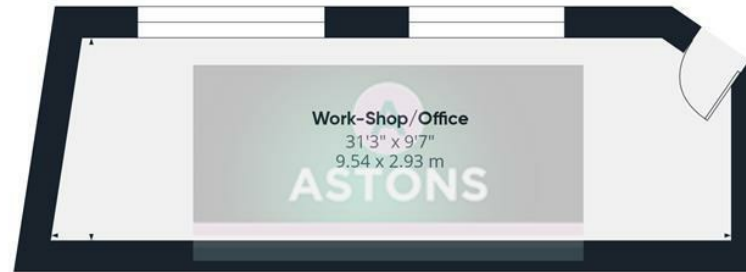 Work-Shop/Office
31'3" x 9'7"
9.54 x 2.93 m
A
ASTONS